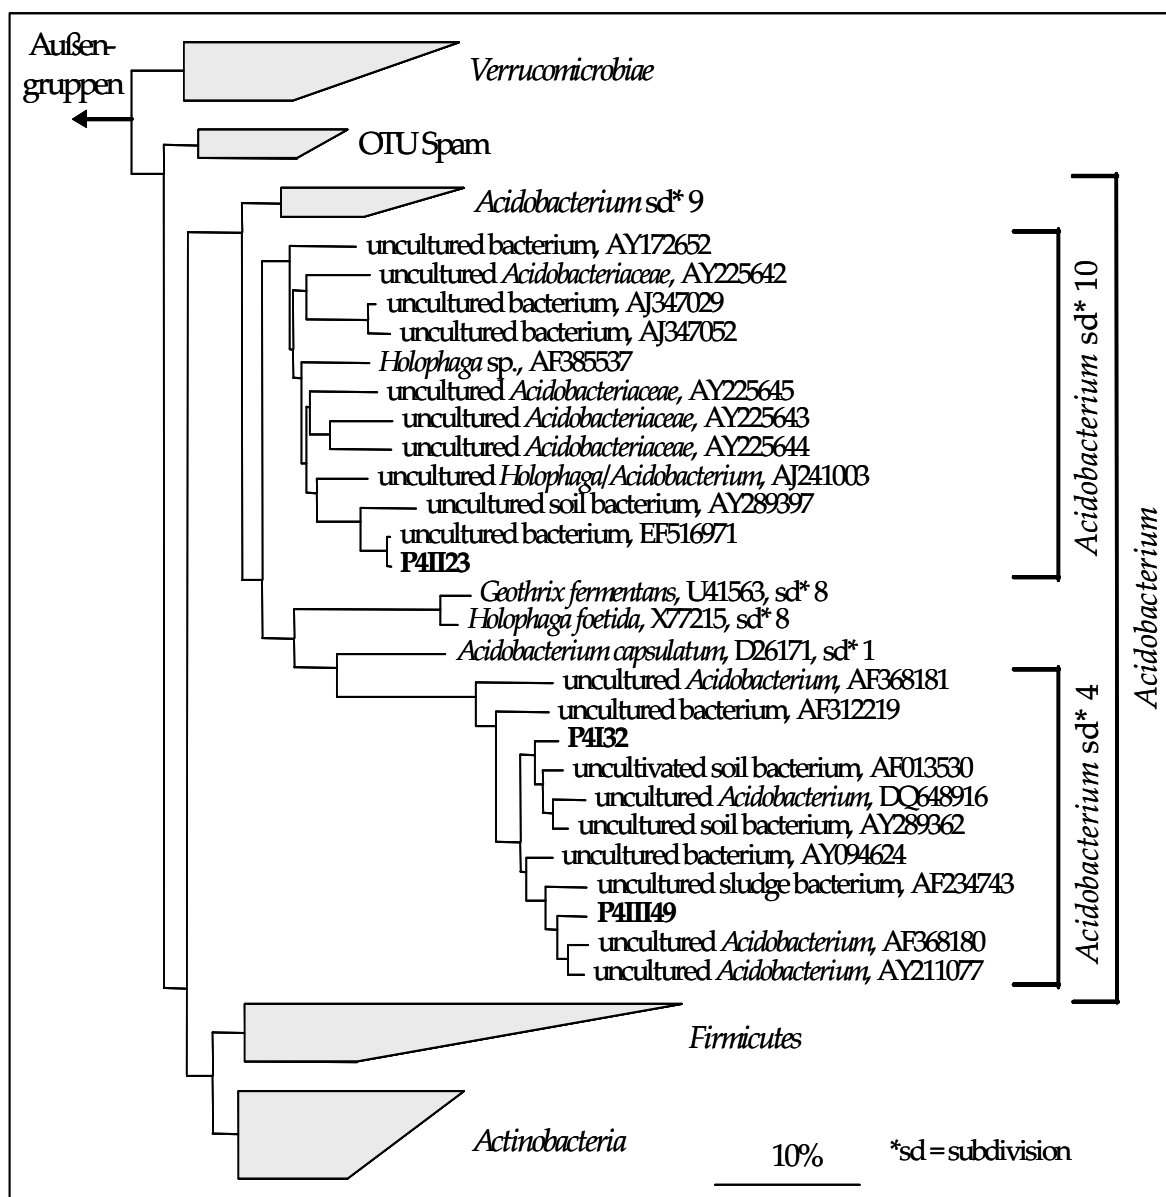 Außen-
gruppen
Verrucomicrobiae
OTU Spam
Acidobacterium sd* 9
uncultured bacterium, AY172652
uncultured Acidobacteriaceae, AY225642
uncultured bacterium, AJ347029
uncultured bacterium, AJ347052
Holophaga sp., AF385537
uncultured Acidobacteriaceae, AY225645
uncultured Acidobacteriaceae, AY225643
uncultured Acidobacteriaceae, AY225644
uncultured Holophaga/Acidobacterium, AJ241003
uncultured soil bacterium, AY289397
uncultured bacterium, EF516971
P4II23
Geothrix fermentans, U41563, sd* 8
Holophaga foetida, X77215, sd* 8
Acidobacterium capsulatum, D26171, sd* 1
uncultured Acidobacterium, AF368181
uncultured bacterium, AF312219
P4I32
uncultivated soil bacterium, AF013530
uncultured Acidobacterium, DQ648916
uncultured soil bacterium, AY289362
uncultured bacterium, AY094624
uncultured sludge bacterium, AF234743
P4III49
uncultured Acidobacterium, AF368180
uncultured Acidobacterium, AY211077
Acidobacterium sd* 10
Acidobacterium sd* 4
Acidobacterium
Firmicutes
Actinobacteria
10%
*sd = subdivision